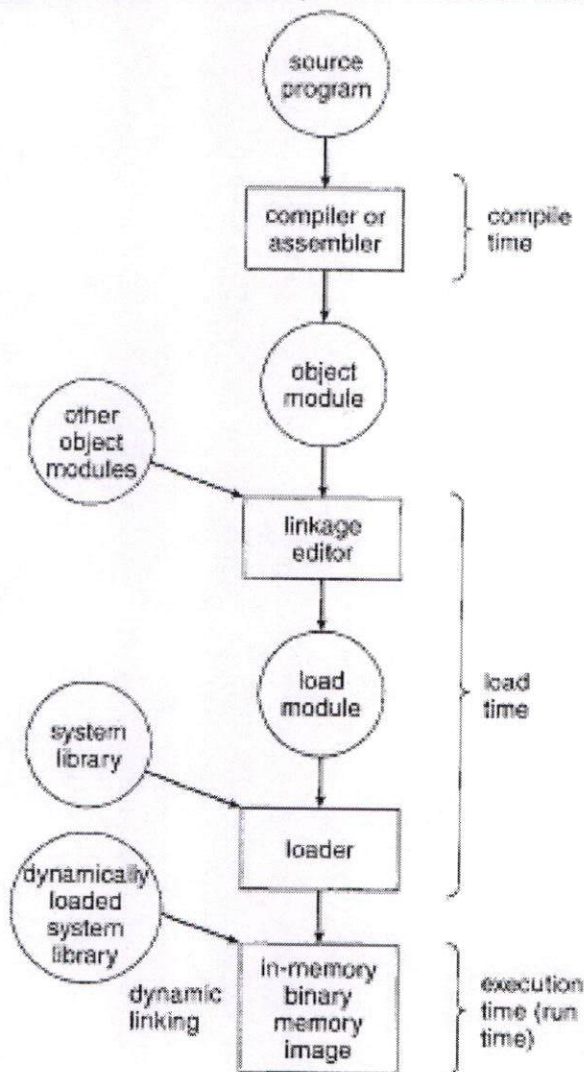 source
program
compiler or
assembler
compile
time
object
module
other
object
modules
linkage
editor
load
module
load
time
system
library
loader
dynamically
loaded
system
library
dynamic
linking
in-memory
binary
memory
image
execution
time (run
time)